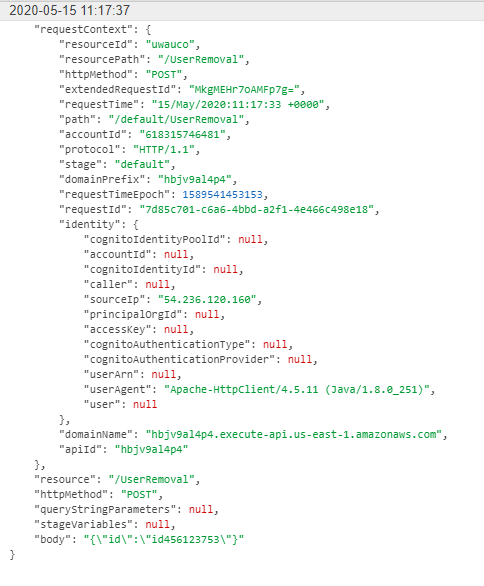 2020-05-15 11:17:37
"requestContext": {
"resourceId": "uwauco",
"resourcePath": "/UserRemoval",
"httpMethod": "POST",
"extendedRequestId": "MkgMEHr7oAMFp7g=",
"requestTime": "15/May/2020:11:17:33 +0000",
"path": "/default/UserRemoval",
"accountId": "618315746481",
"protocol": "HTTP/1.1",
"stage": "default",
"domainPrefix": "hbjv9al4p4",
"requestTimeEpoch": 1589541453153,
"requestId": "7d85c701-c6a6-4bbd-a2f1-4e466c498e18",
"identity": {
"cognitoIdentityPoolId": null,
"accountId": null,
"cognitoIdentityId": null,
"caller": null,
"sourceIp": "54.236.120.160",
"principalOrgId": null,
"accessKey": null,
"cognitoAuthenticationType": null,
"cognitoAuthenticationProvider": null,
"userArn": null,
"userAgent": "Apache-HttpClient/4.5.11 (Java/1.8.0_251)",
"user": null
},
"domainName": "hbjv9al4p4.execute-api.us-east-1.amazonaws.com",
"apiId": "hbjv9al4p4"
},
"resource": "/UserRemoval",
"httpMethod": "POST",
"queryStringParameters": null,
"stageVariables": null,
"body": "{\"id\":\"id456123753\"}"
}